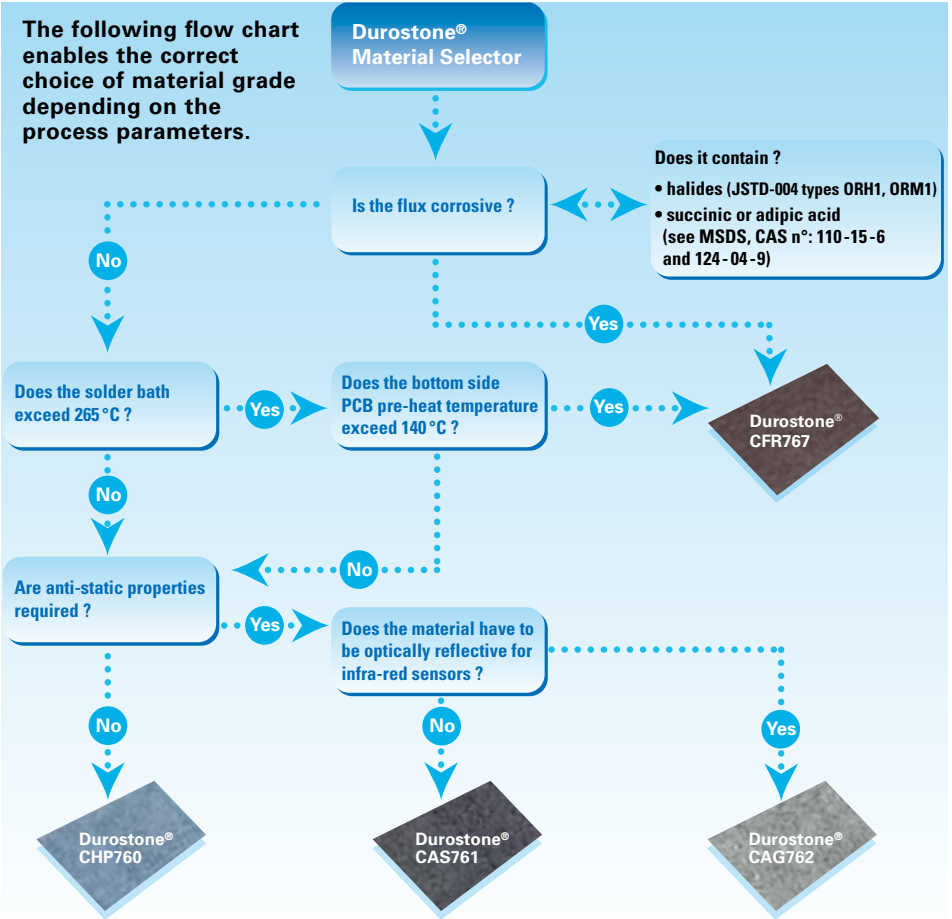 The following flow chart
enables the correct
choice of material grade
depending on the
process parameters.
Durostone®
Material Selector
Is the flux corrosive ?
Does it contain ?
• halides (JSTD-004 types ORH1, ORM1)
• succinic or adipic acid
(see MSDS, CAS n°: 110-15-6
and 124-04-9)
No
Yes
Does the solder bath
exceed 265°C ?
Yes
Does the bottom side
PCB pre-heat temperature
exceed 140°C ?
Yes
Durostone®
CFR767
No
No
Are anti-static properties
required ?
Yes
Does the material have to
be optically reflective for
infra-red sensors ?
No
No
Yes
Durostone®
CHP760
Durostone®
CAS761
Durostone®
CAG762